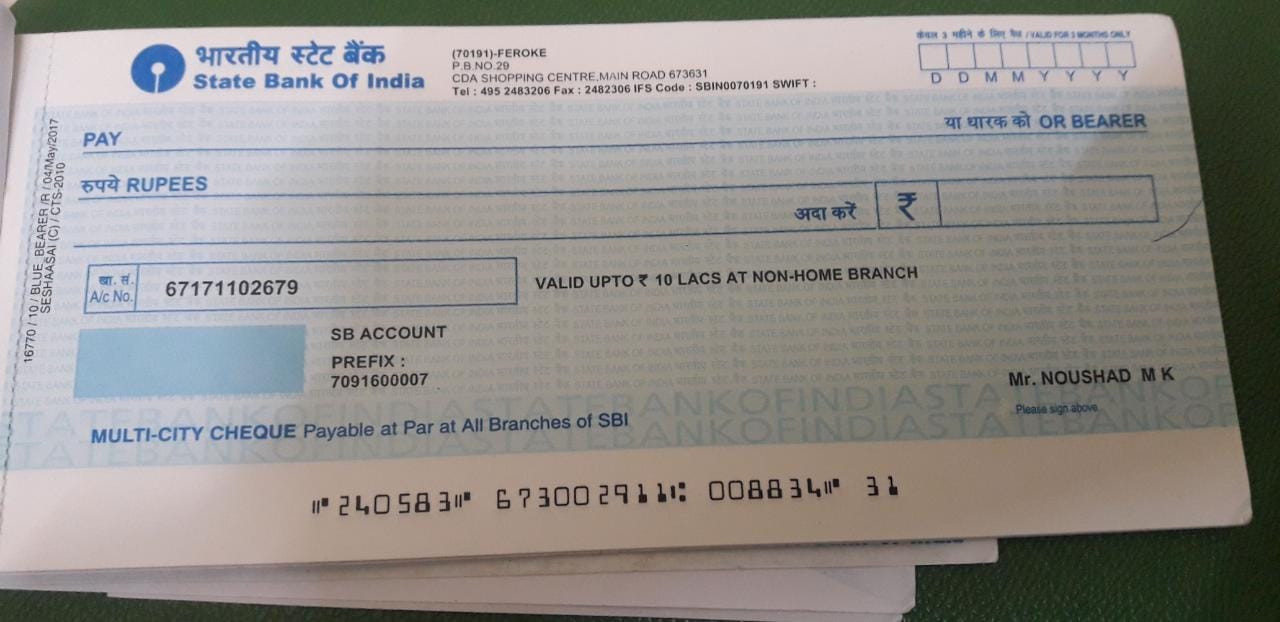 भारतीय स्टेट बैंक
State Bank Of India
(70191)-FEROKE
P.B.NO.29
CDA SHOPPING CENTRE,MAIN ROAD 673631
Tel : 495 2483206 Fax : 2482306 IFS Code : SBIN0070191 SWIFT :
केवल 3 महीने के लिए वैध / VALID FOR 3 MONTHS ONLY
D D M M Y Y Y Y
PAY
या धारक को OR BEARER
रुपये RUPEES
अदा करें ₹
खा. सं.
A/c No.
67171102679
VALID UPTO ₹ 10 LACS AT NON-HOME BRANCH
SB ACCOUNT
PREFIX :
7091600007
Mr. NOUSHAD M K
Please sign above
MULTI-CITY CHEQUE Payable at Par at All Branches of SBI
STATEBANKOFINDIASTATEBANKOFINDIA
⑈240583⑈ 673002911⑆ 008834⑈ 31
16770 / 10 / BLUE_BEARER /R / 04/May/2017
SESHAASAI (C) / CTS-2010